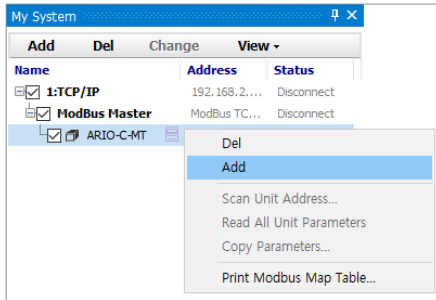 My System
Add Del Change View
Name Address Status
1:TCP/IP 192.168.2.... Disconnect
ModBus Master ModBus TC... Disconnect
ARIO-C-MT
Del
Add
Scan Unit Address...
Read All Unit Parameters
Copy Parameters...
Print Modbus Map Table...